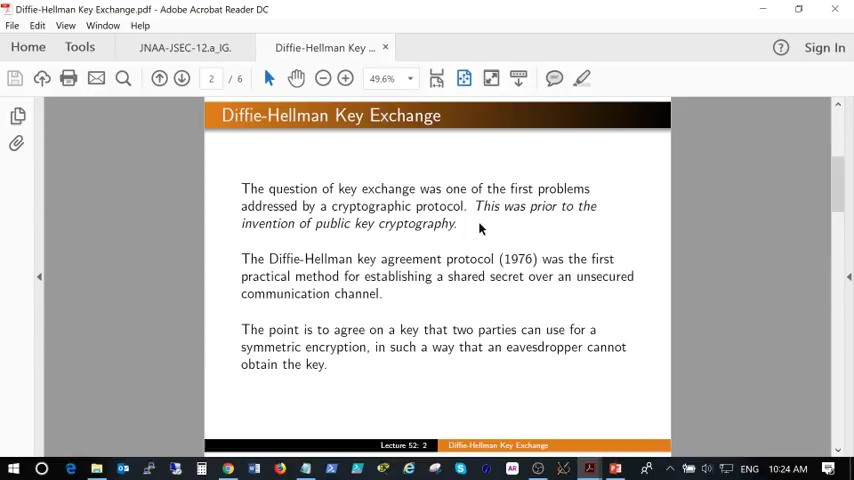 Diffie-Hellman Key Exchange.pdf - Adobe Acrobat Reader DC
File Edit View Window Help
Home Tools JNAA-JSEC-12.a_IG. Diffie-Hellman Key ... × Sign In
2 / 6 49.6%
Diffie-Hellman Key Exchange
The question of key exchange was one of the first problems
addressed by a cryptographic protocol. This was prior to the
invention of public key cryptography.
The Diffie-Hellman key agreement protocol (1976) was the first
practical method for establishing a shared secret over an unsecured
communication channel.
The point is to agree on a key that two parties can use for a
symmetric encryption, in such a way that an eavesdropper cannot
obtain the key.
Lecture 52: 2 Diffie-Hellman Key Exchange
AR ENG 10:24 AM